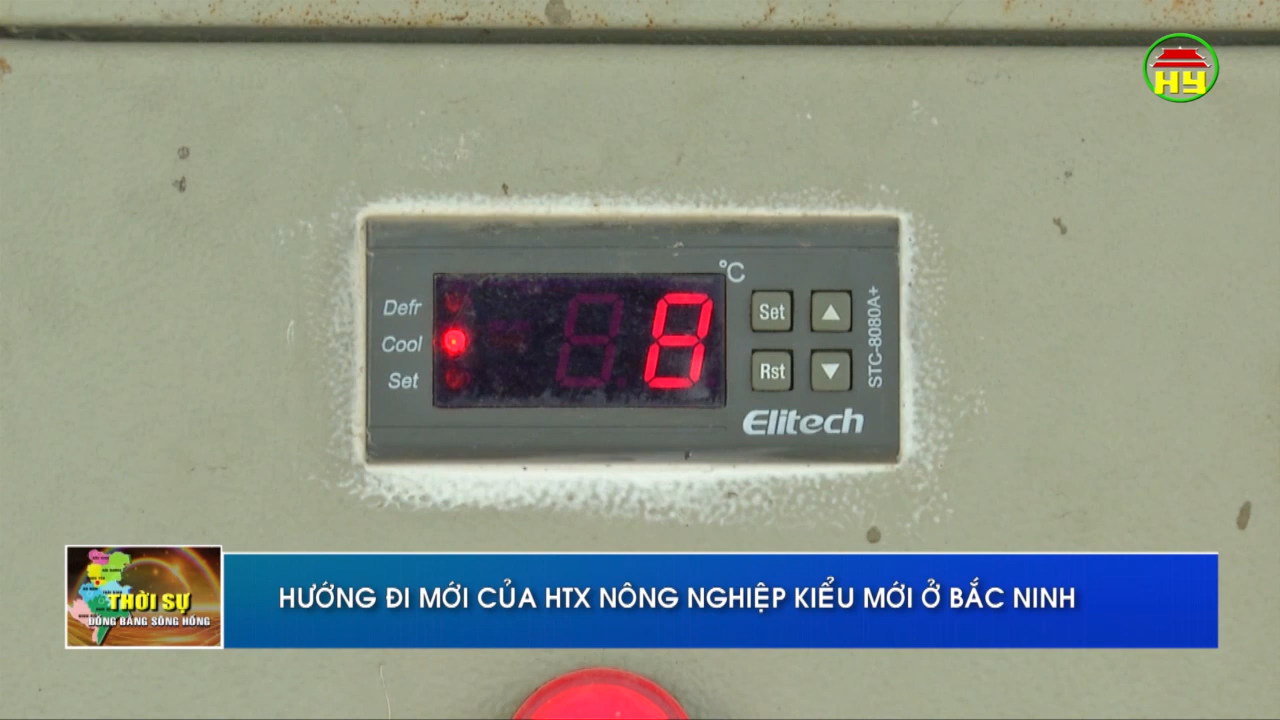 HY
°C
Defr
Cool
Set
8
Set
Rst
STC-8080A+
Elitech
THỜI SỰ
ĐỒNG BẰNG SÔNG HỒNG
HƯỚNG ĐI MỚI CỦA HTX NÔNG NGHIỆP KIỂU MỚI Ở BẮC NINH